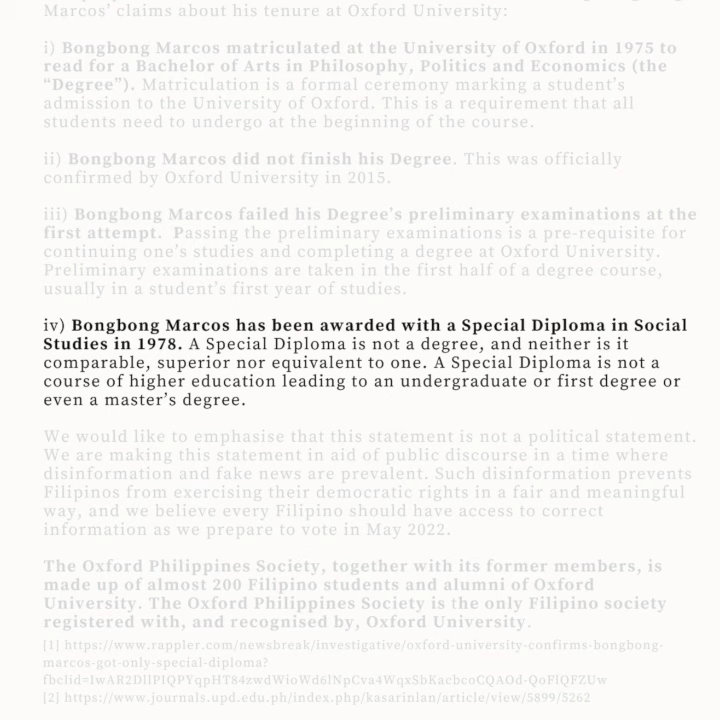 Marcos' claims about his tenure at Oxford University:
i) Bongbong Marcos matriculated at the University of Oxford in 1975 to
read for a Bachelor of Arts in Philosophy, Politics and Economics (the
“Degree”). Matriculation is a formal ceremony marking a student's
admission to the University of Oxford. This is a requirement that all
students need to undergo at the beginning of the course.
ii) Bongbong Marcos did not finish his Degree. This was officially
confirmed by Oxford University in 2015.
iii) Bongbong Marcos failed his Degree's preliminary examinations at the
first attempt. Passing the preliminary examinations is a pre-requisite for
continuing one's studies and completing a degree at Oxford University.
Preliminary examinations are taken in the first half of a degree course,
usually in a student's first year of studies.
iv) Bongbong Marcos has been awarded with a Special Diploma in Social
Studies in 1978. A Special Diploma is not a degree, and neither is it
comparable, superior nor equivalent to one. A Special Diploma is not a
course of higher education leading to an undergraduate or first degree or
even a master's degree.
We would like to emphasise that this statement is not a political statement.
We are making this statement in aid of public discourse in a time where
disinformation and fake news are prevalent. Such disinformation prevents
Filipinos from exercising their democratic rights in a fair and meaningful
way, and we believe every Filipino should have access to correct
information as we prepare to vote in May 2022.
The Oxford Philippines Society, together with its former members, is
made up of almost 200 Filipino students and alumni of Oxford
University. The Oxford Philippines Society is the only Filipino society
registered with, and recognised by, Oxford University.
[1] https://www.rappler.com/newsbreak/investigative/oxford-university-confirms-bongbong-
marcos-got-only-special-diploma?
[2] https://www.journals.upd.edu.ph/index.php/kasarinlan/article/view/5899/5262